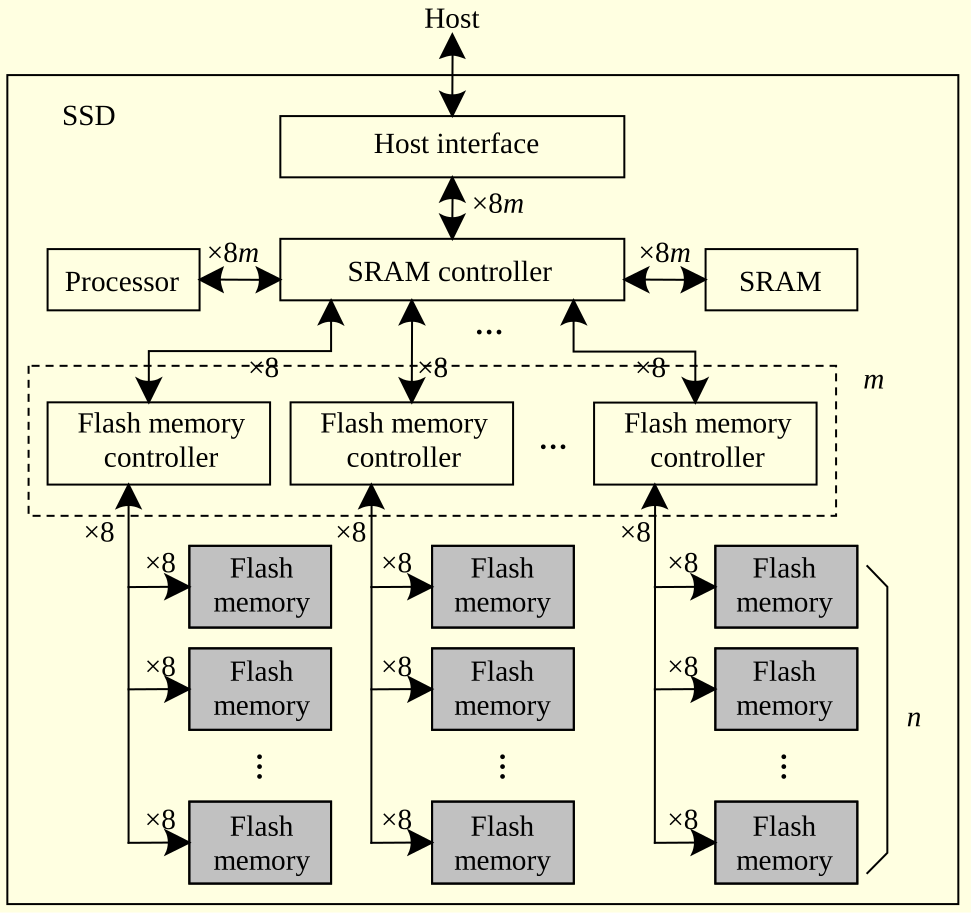 Host
SSD
Host interface
×8m
×8m
×8m
Processor
SRAM controller
SRAM
...
×8
×8
×8
m
Flash memory
controller
Flash memory
controller
...
Flash memory
controller
×8
×8
×8
×8
Flash
memory
×8
Flash
memory
×8
Flash
memory
×8
Flash
memory
×8
Flash
memory
×8
Flash
memory
n
⋮
⋮
⋮
×8
Flash
memory
×8
Flash
memory
×8
Flash
memory